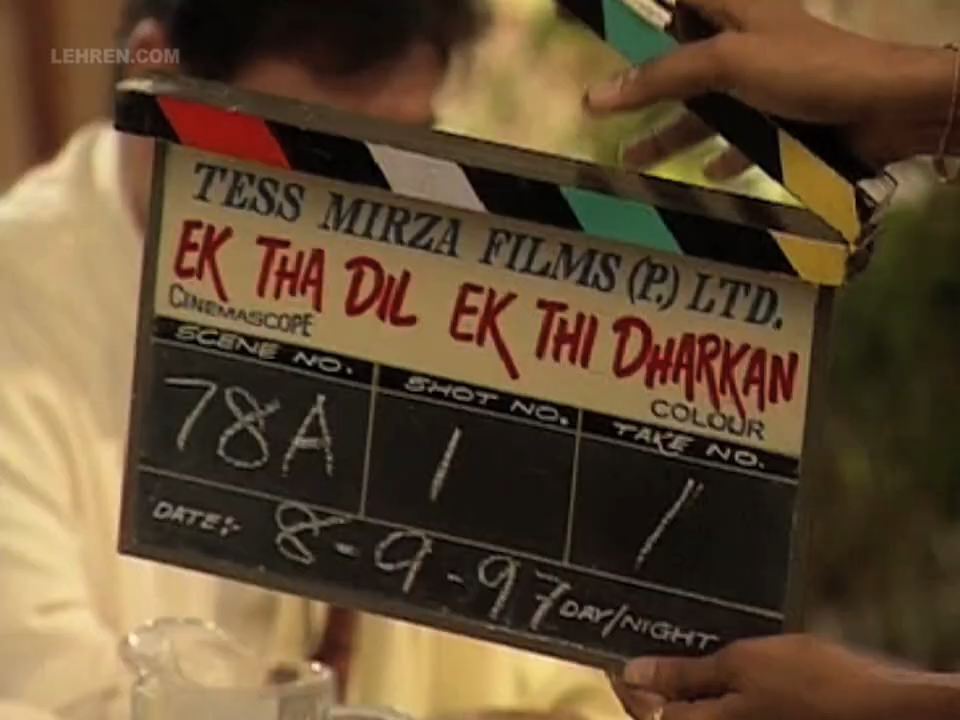 LEHREN.COM
TESS MIRZA FILMS (P.) LTD.
EK THA DIL EK THI DHARKAN
CINEMASCOPE
COLOUR
SCENE NO. SHOT NO. TAKE NO.
78A 1 1
DATE:- 8-9-97 DAY/NIGHT